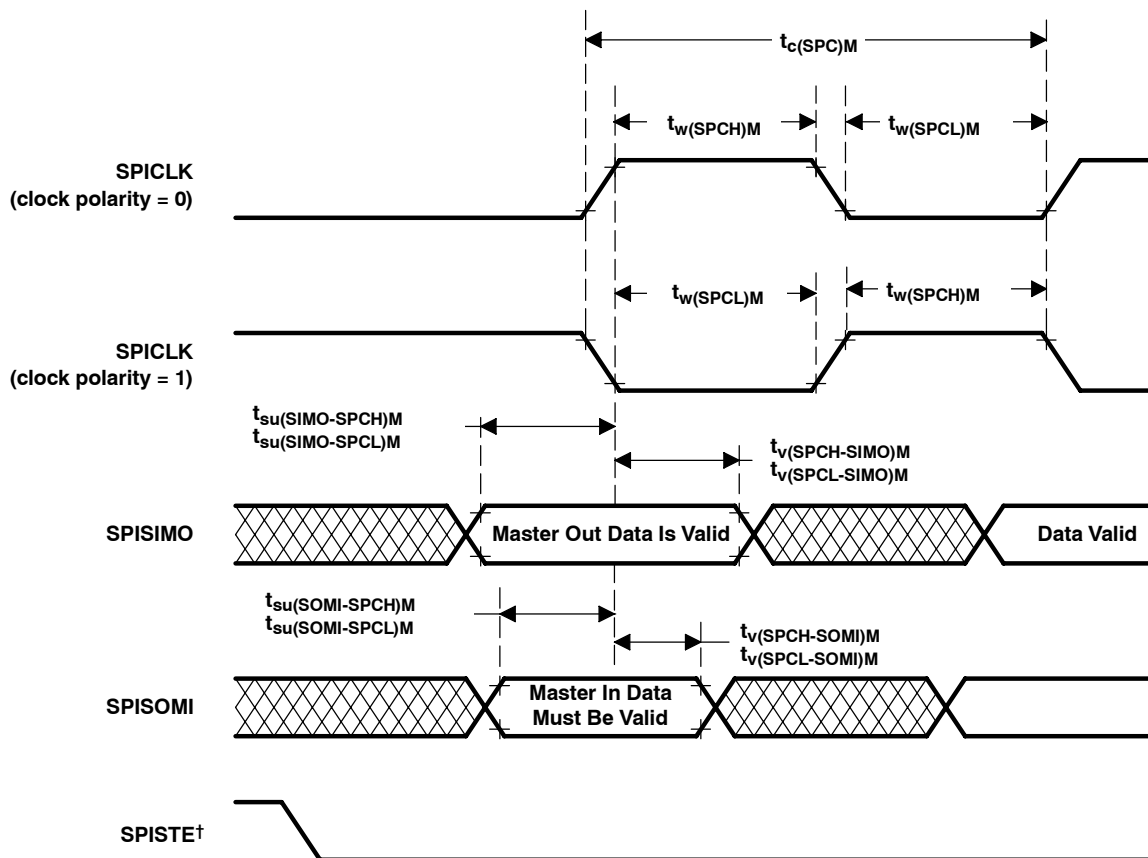 tc(SPC)M
tw(SPCH)M
tw(SPCL)M
SPICLK
(clock polarity = 0)
tw(SPCL)M
tw(SPCH)M
SPICLK
(clock polarity = 1)
tsu(SIMO-SPCH)M
tsu(SIMO-SPCL)M
tv(SPCH-SIMO)M
tv(SPCL-SIMO)M
SPISIMO
Master Out Data Is Valid
Data Valid
tsu(SOMI-SPCH)M
tsu(SOMI-SPCL)M
tv(SPCH-SOMI)M
tv(SPCL-SOMI)M
SPISOMI
Master In Data
Must Be Valid
SPISTE†